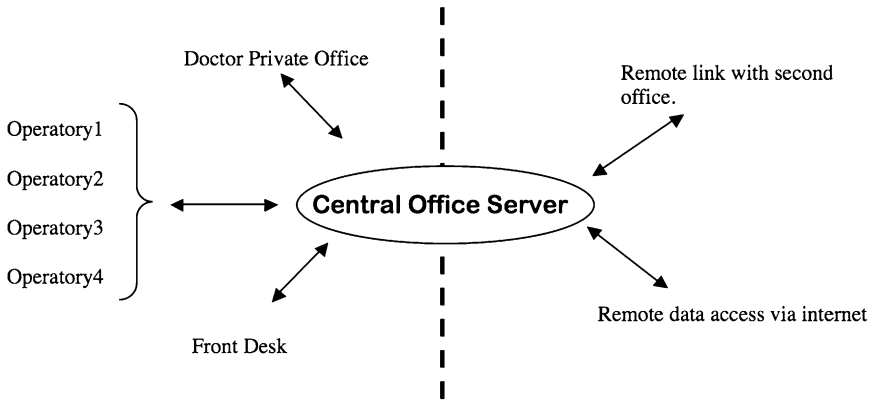 Doctor Private Office
Remote link with second
office.
Operatory1
Operatory2
Operatory3
Operatory4
Central Office Server
Remote data access via internet
Front Desk